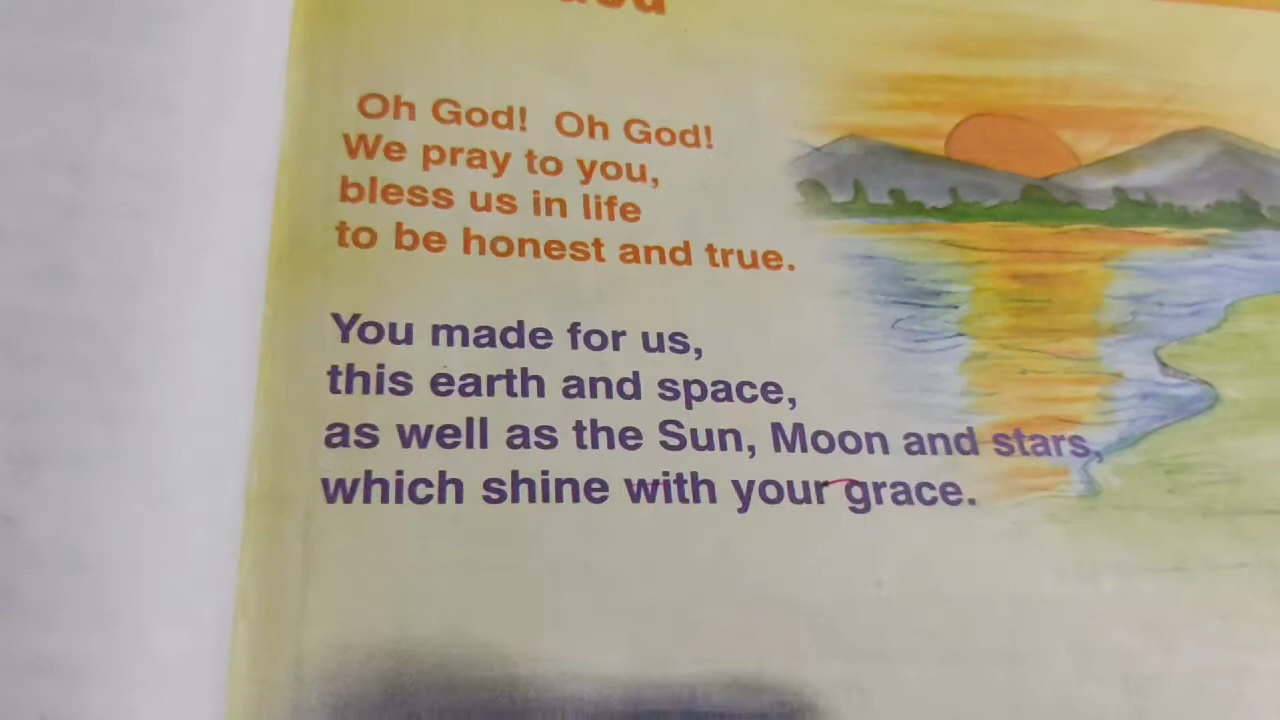 Oh God!  Oh God!
We pray to you,
bless us in life
to be honest and true.
You made for us,
this earth and space,
as well as the Sun, Moon and stars,
which shine with your grace.